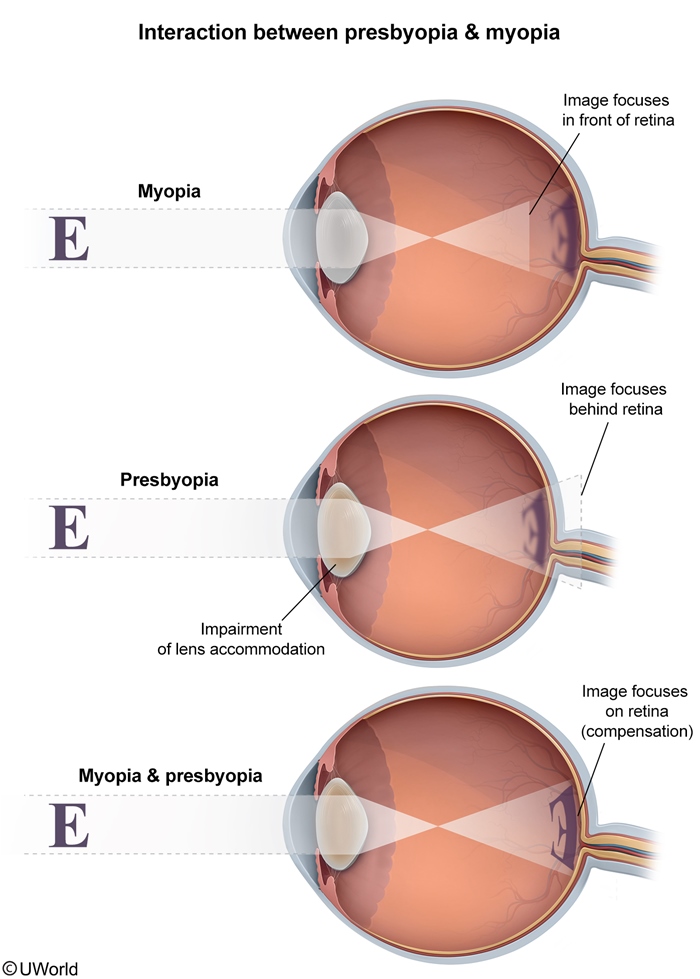 Interaction between presbyopia & myopia
Image focuses
in front of retina
Myopia
E
Image focuses
behind retina
Presbyopia
E
Impairment
of lens accommodation
Image focuses
on retina
(compensation)
Myopia & presbyopia
E
©UWorld